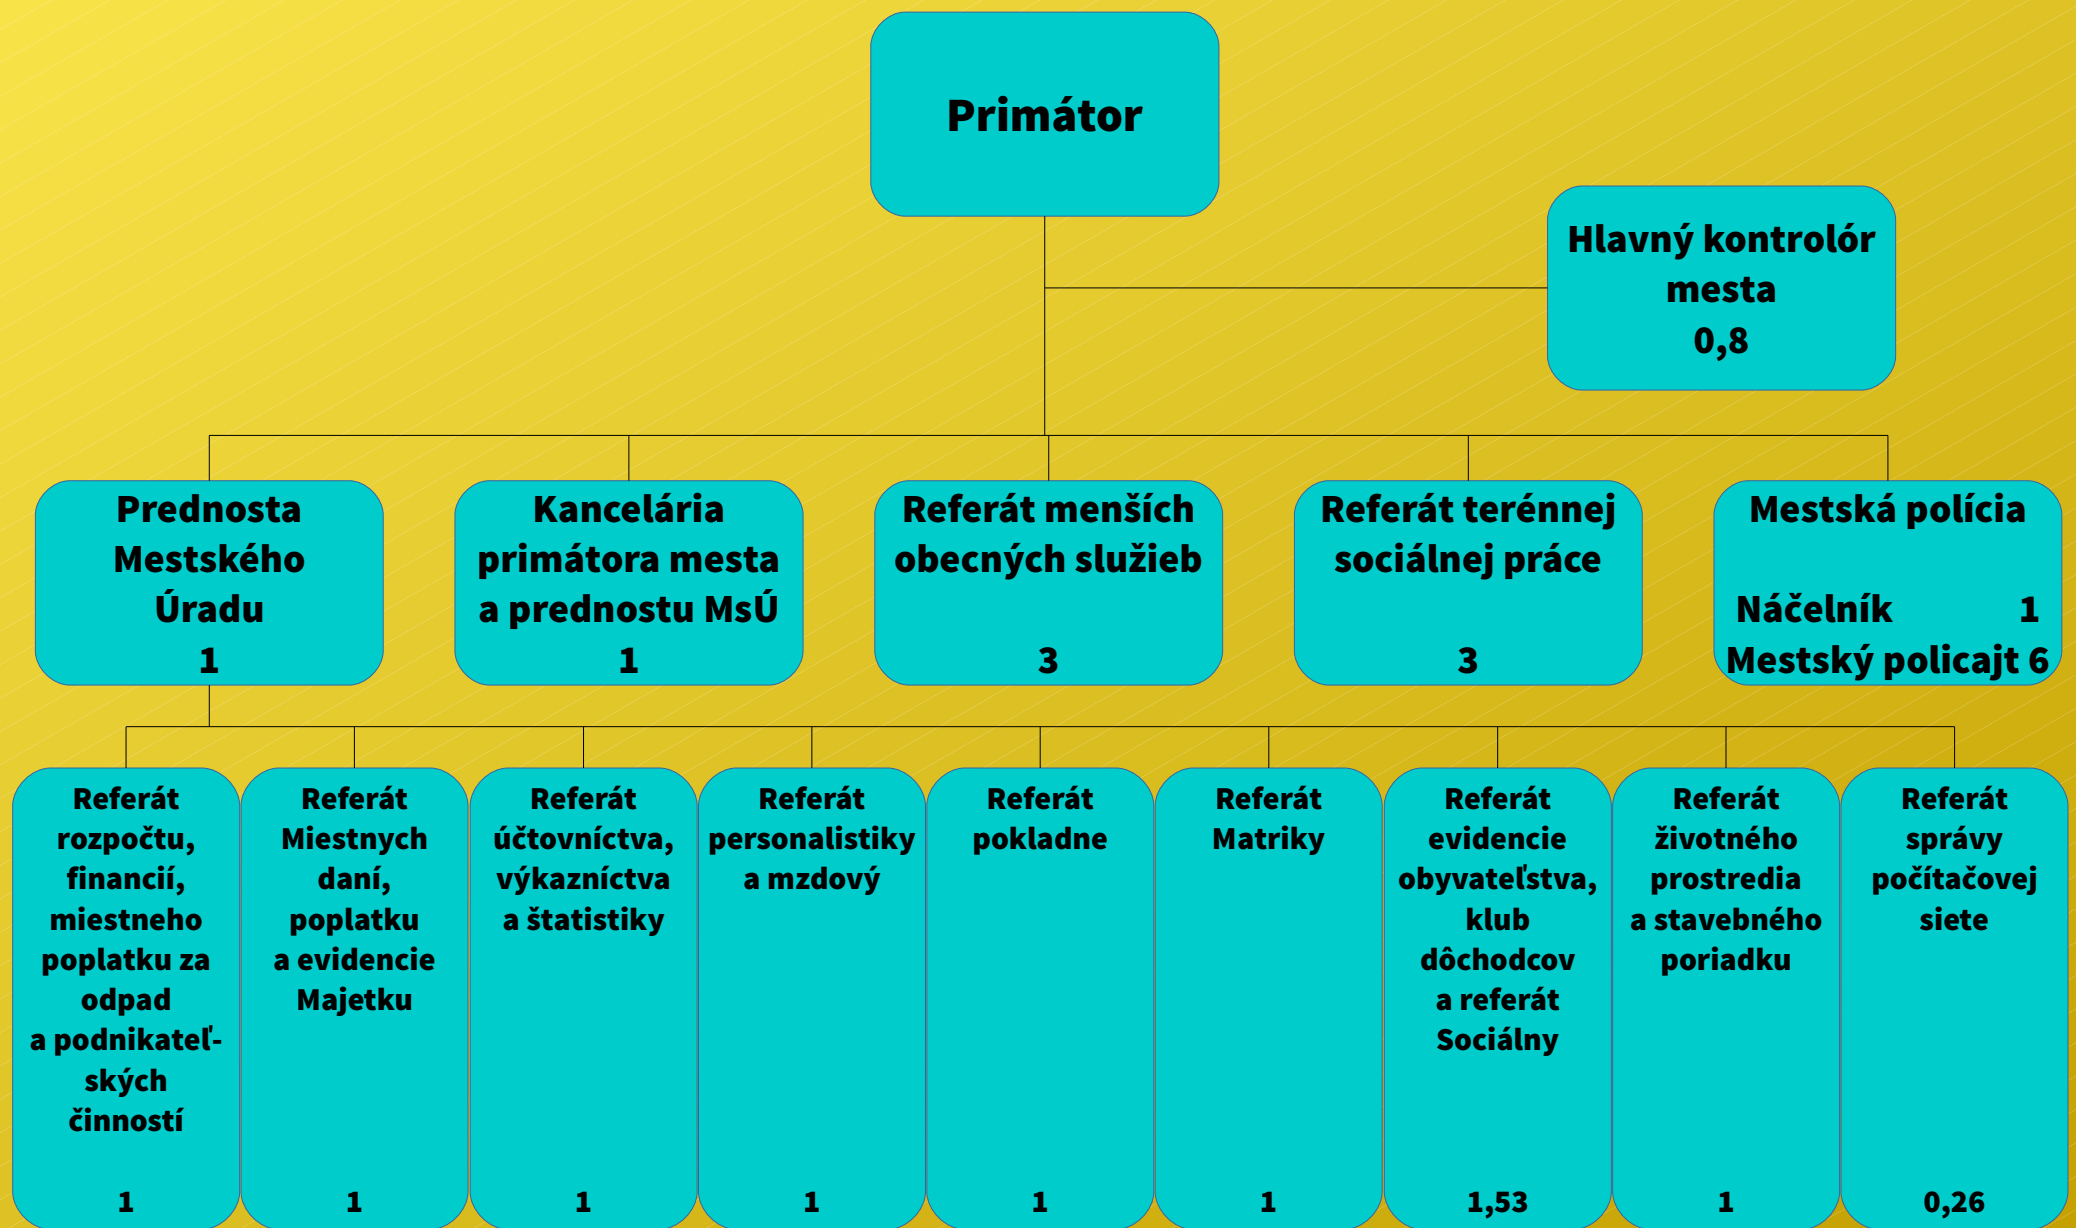 Primátor
Hlavný kontrolór
mesta
0,8
Prednosta
Mestského
Úradu
1
Kancelária
primátora mesta
a prednostu MsÚ
1
Referát menších
obecných služieb
3
Referát terénnej
sociálnej práce
3
Mestská polícia
Náčelník 1
Mestský policajt 6
Referát
rozpočtu,
financií,
miestneho
poplatku za
odpad
a podnikateľ-
ských
činností
1
Referát
Miestnych
daní,
poplatku
a evidencie
Majetku
1
Referát
účtovníctva,
výkazníctva
a štatistiky
1
Referát
personalistiky
a mzdový
1
Referát
pokladne
1
Referát
Matriky
1
Referát
evidencie
obyvateľstva,
klub
dôchodcov
a referát
Sociálny
1,53
Referát
životného
prostredia
a stavebného
poriadku
1
Referát
správy
počítačovej
siete
0,26